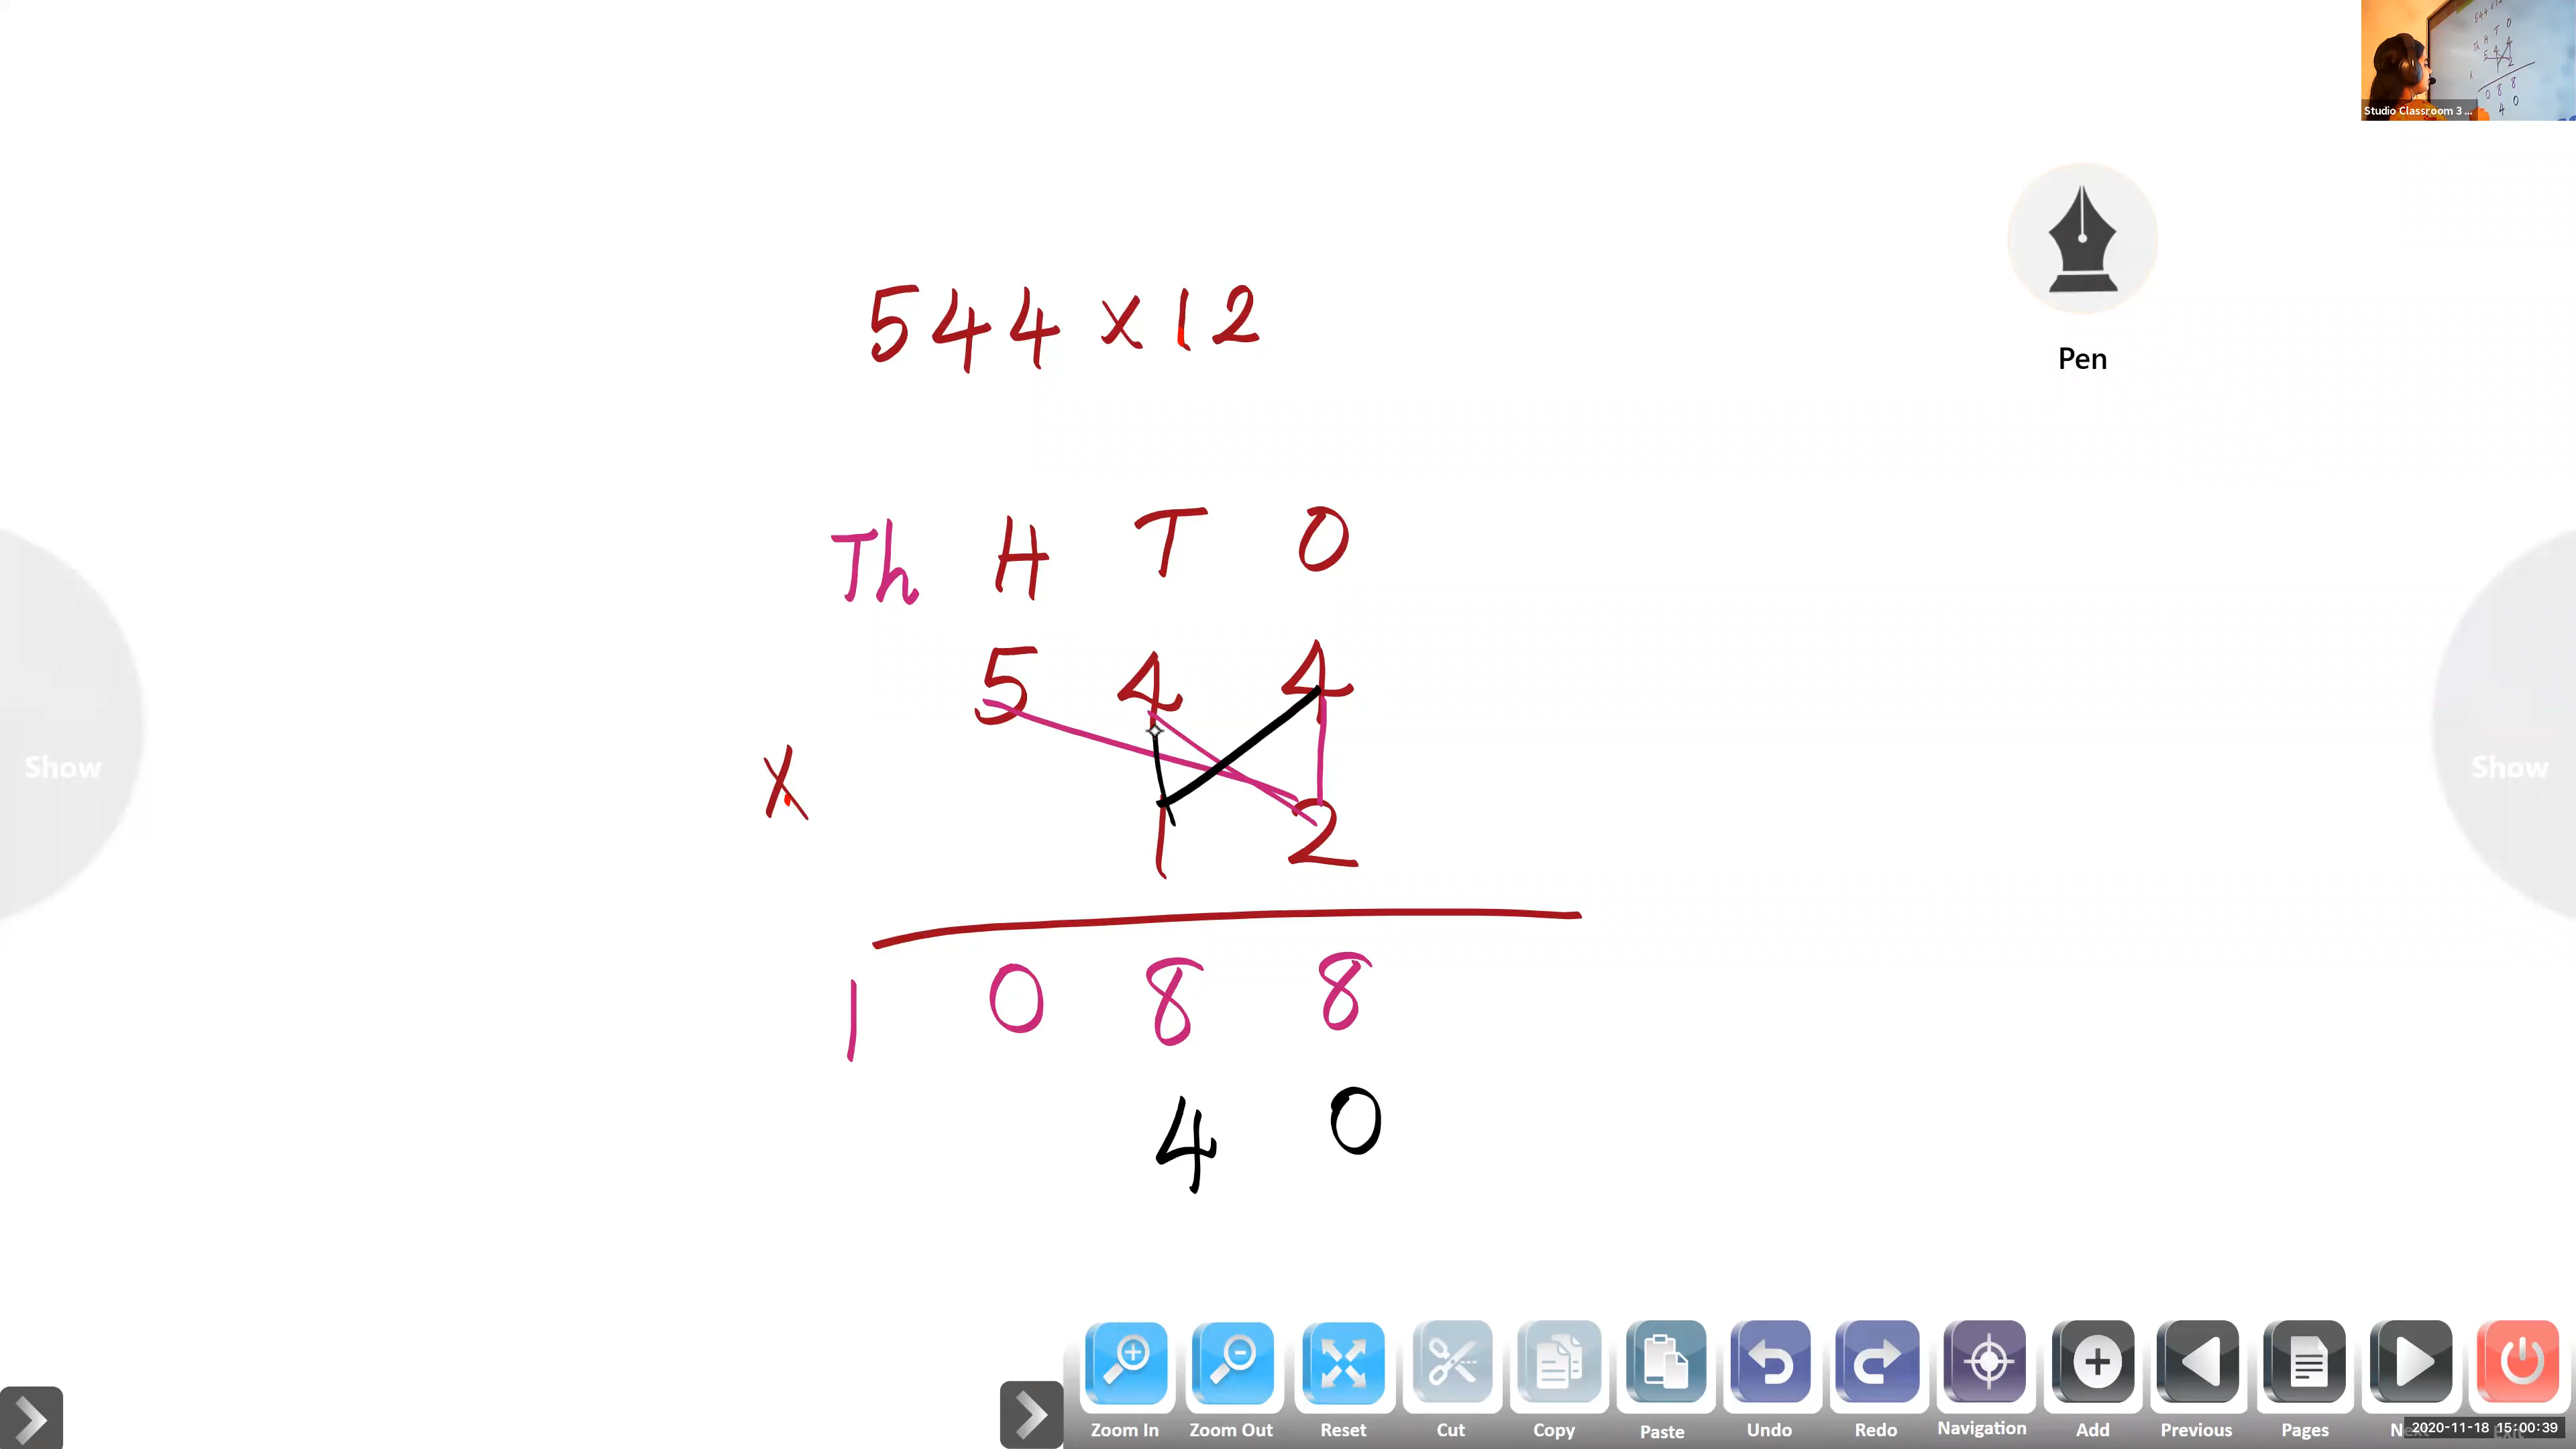 Studio Classroom 3 ...
Pen
544 x 12
Th H T O
5 4 4
x 1 2
1 0 8 8
4 0
Show Show
Zoom In Zoom Out Reset Cut Copy Paste Undo Redo Navigation Add Previous Pages
2020-11-18 15:00:39